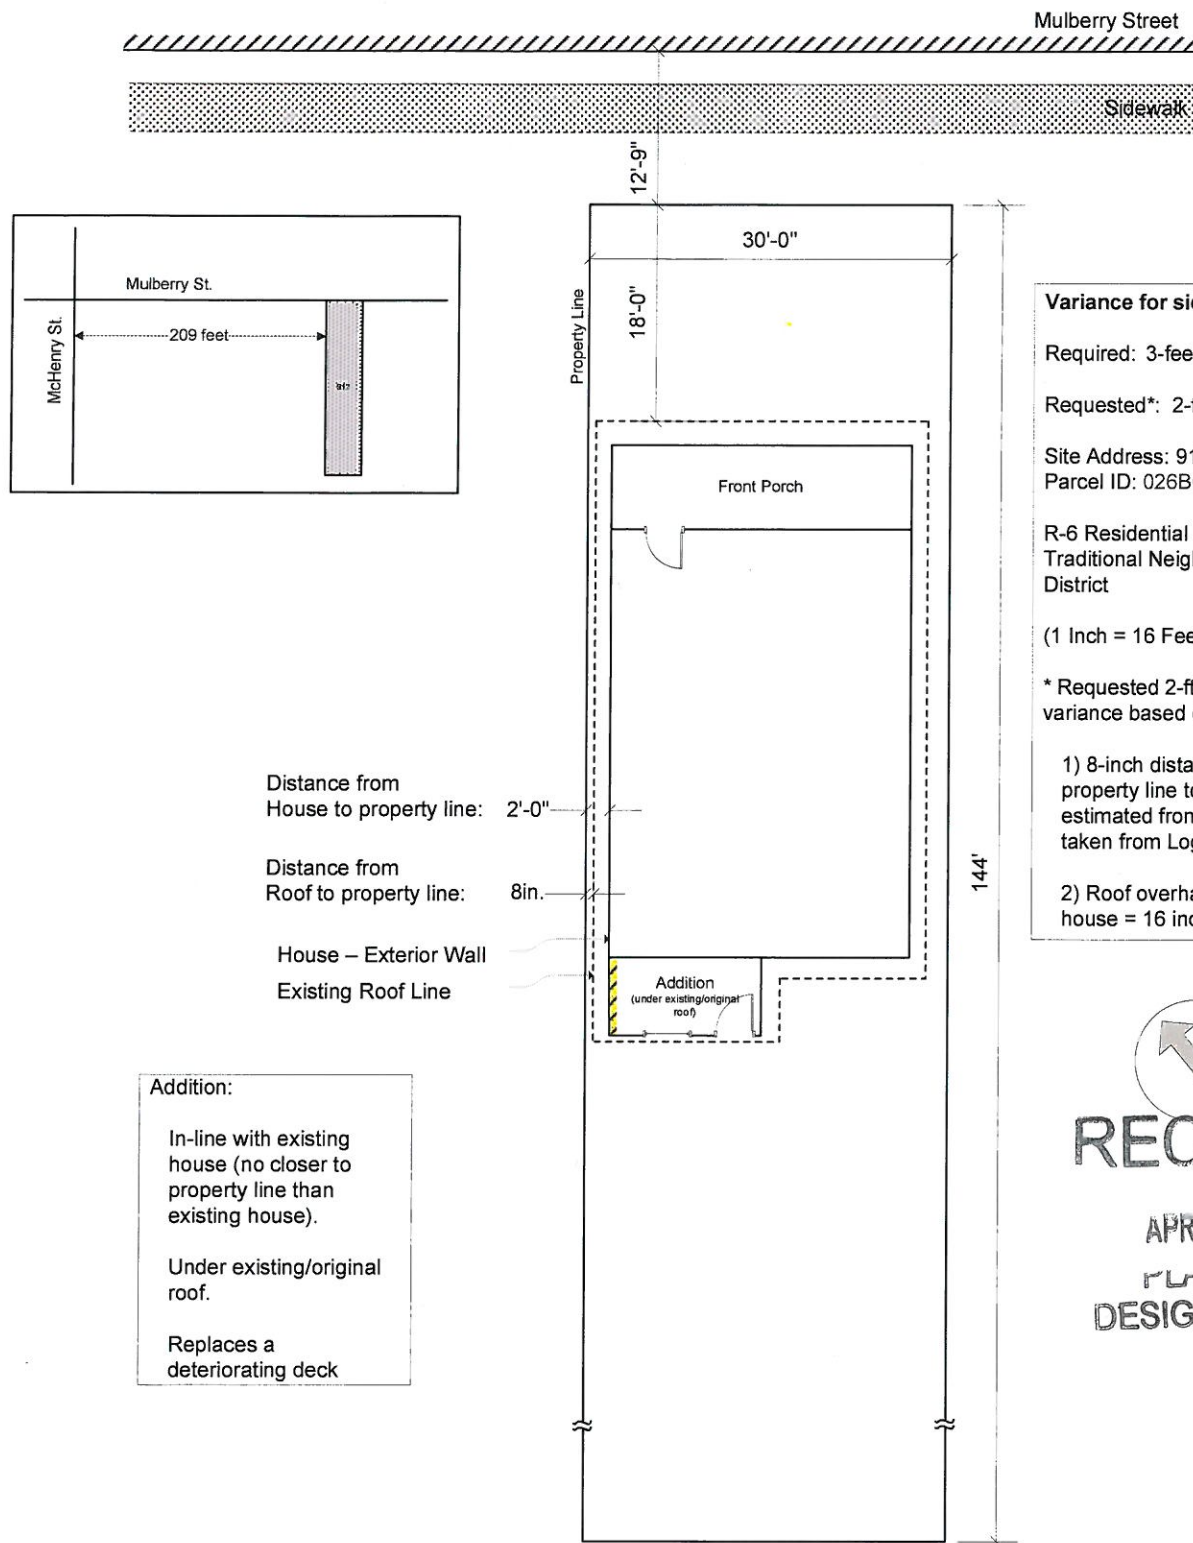 Mulberry Street
Sidewalk
12'-9"
30'-0"
18'-0"
Property Line
Mulberry St.
McHenry St.
209 feet
Front Porch
Distance from
House to property line: 2'-0"
Distance from
Roof to property line: 8in.
House – Exterior Wall
Existing Roof Line
Addition
(under existing/original
roof)
144'
Addition:
In-line with existing
house (no closer to
property line than
existing house).
Under existing/original
roof.
Replaces a
deteriorating deck
Variance for si
Required: 3-fee
Requested*: 2-
Site Address: 91
Parcel ID: 026B
R-6 Residential
Traditional Neig
District
(1 Inch = 16 Fee
* Requested 2-f
variance based
1) 8-inch dista
property line t
estimated fro
taken from Lo
2) Roof overha
house = 16 in
REC
APR
PLA
DESIG